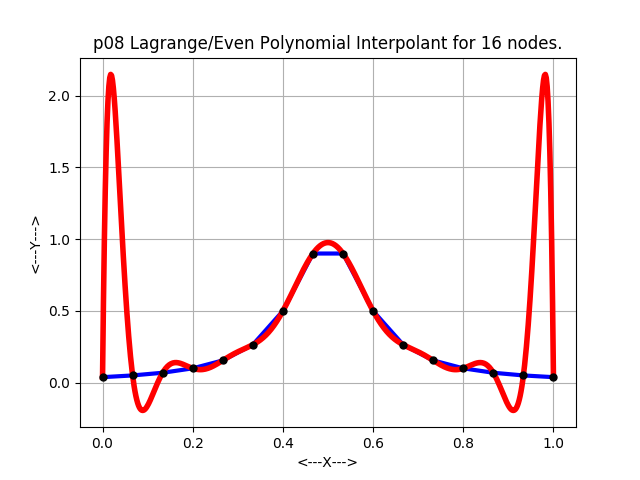 p08 Lagrange/Even Polynomial Interpolant for 16 nodes.
2.0
1.5
1.0
0.5
0.0
<---Y--->
0.0 0.2 0.4 0.6 0.8 1.0
<---X--->